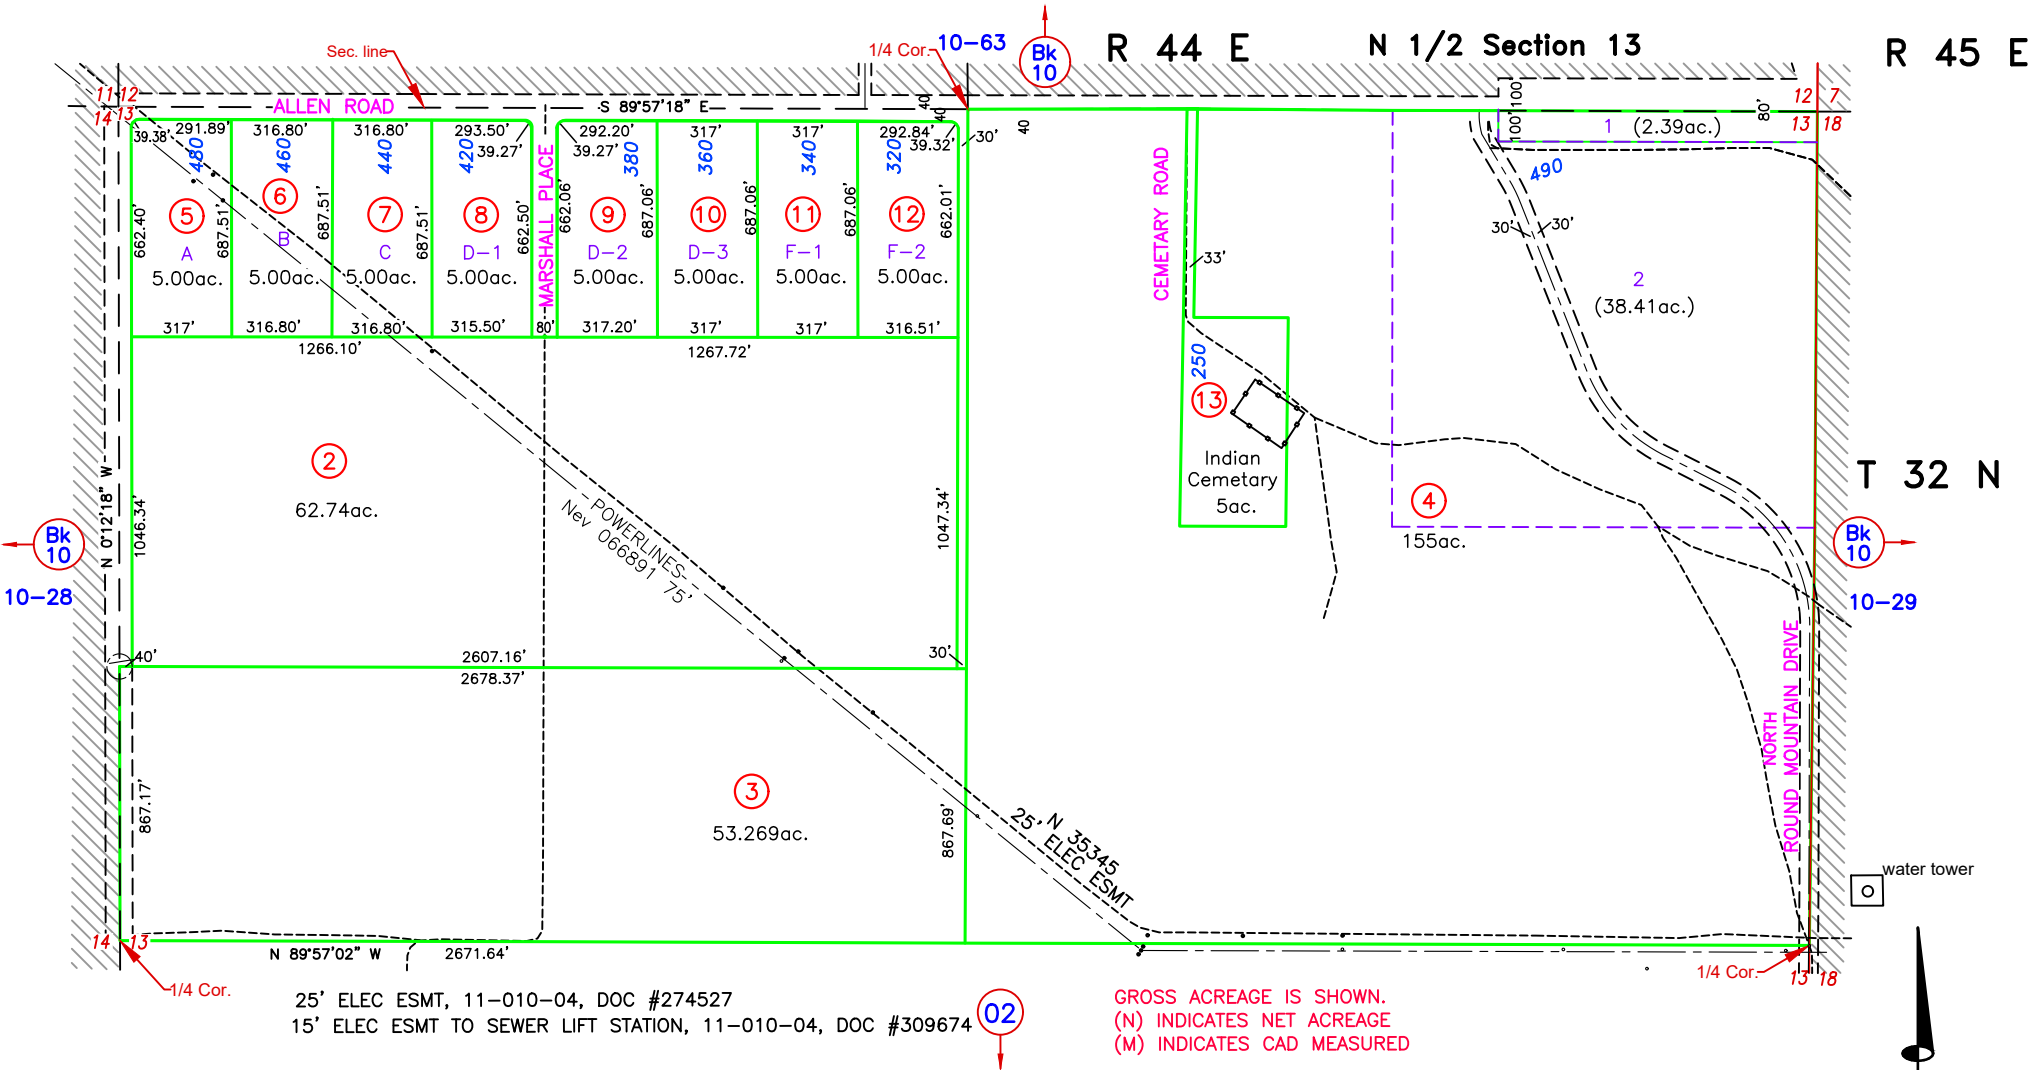 R 44 E
N 1/2 Section 13
R 45 E
Sec. line
1/4 Cor.
10-63
Bk
10
11 12
14 13
ALLEN ROAD
S 89°57'18" E
40'
40'
40
30'
12 7
13 18
100'
100'
80'
1 (2.39ac.)
39.38'
291.89'
316.80'
316.80'
293.50'
39.27'
292.20'
39.27'
317'
317'
292.84'
39.32'
480
460
440
420
380
360
340
320
490
662.40'
687.51'
687.51'
687.51'
662.50'
662.06'
687.06'
687.06'
687.06'
662.01'
5
6
7
8
9
10
11
12
A
B
C
D-1
D-2
D-3
F-1
F-2
5.00ac.
5.00ac.
5.00ac.
5.00ac.
5.00ac.
5.00ac.
5.00ac.
5.00ac.
MARSHALL PLACE
CEMETARY ROAD
33'
30'
30'
2
(38.41ac.)
317'
316.80'
316.80'
315.50'
80'
317.20'
317'
317'
316.51'
1266.10'
1267.72'
250
13
Indian
Cemetary
5ac.
2
62.74ac.
N 0°12'18" W
1046.34'
1047.34'
POWERLINES
Nev 066891 75'
4
155ac.
T 32 N
Bk
10
10-28
Bk
10
10-29
40'
2607.16'
30'
2678.37'
NORTH
ROUND MOUNTAIN DRIVE
867.17'
3
53.269ac.
867.69'
N 35345
25' ELEC ESMT
water tower
14 13
N 89°57'02" W
2671.64'
1/4 Cor.
1/4 Cor.
13 18
25' ELEC ESMT, 11-010-04, DOC #274527
15' ELEC ESMT TO SEWER LIFT STATION, 11-010-04, DOC #309674
02
GROSS ACREAGE IS SHOWN.
(N) INDICATES NET ACREAGE
(M) INDICATES CAD MEASURED